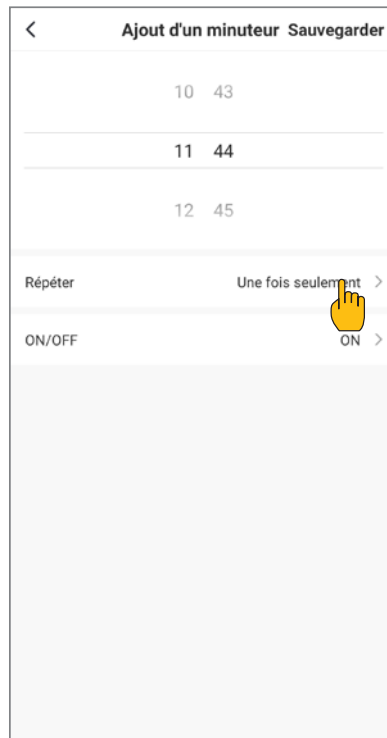 Ajout d'un minuteur Sauvegarder
10 43
11 44
12 45
Répéter Une fois seulement
ON/OFF ON